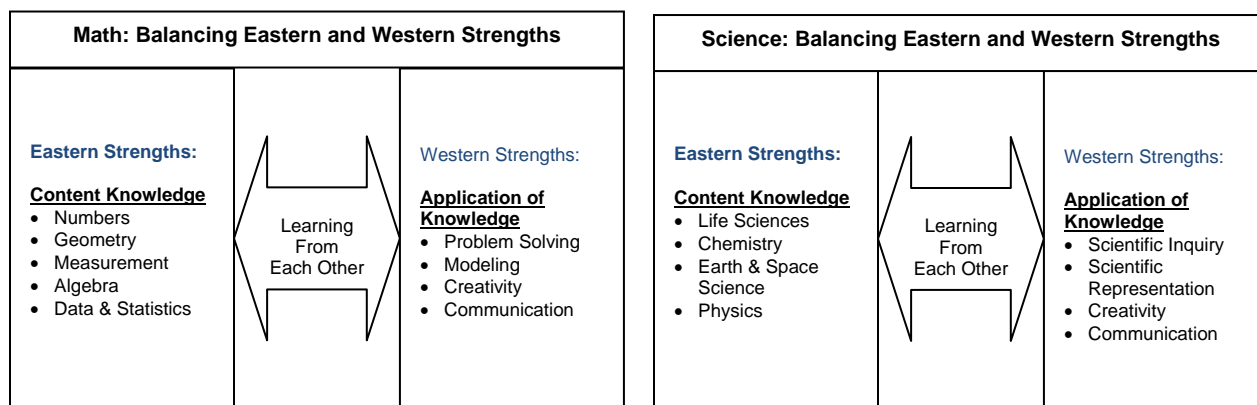 Math: Balancing Eastern and Western Strengths
Eastern Strengths:
Content Knowledge
• Numbers
• Geometry
• Measurement
• Algebra
• Data & Statistics
Learning
From
Each Other
Western Strengths:
Application of
Knowledge
• Problem Solving
• Modeling
• Creativity
• Communication
Science: Balancing Eastern and Western Strengths
Eastern Strengths:
Content Knowledge
• Life Sciences
• Chemistry
• Earth & Space
Science
• Physics
Learning
From
Each Other
Western Strengths:
Application of
Knowledge
• Scientific Inquiry
• Scientific
Representation
• Creativity
• Communication